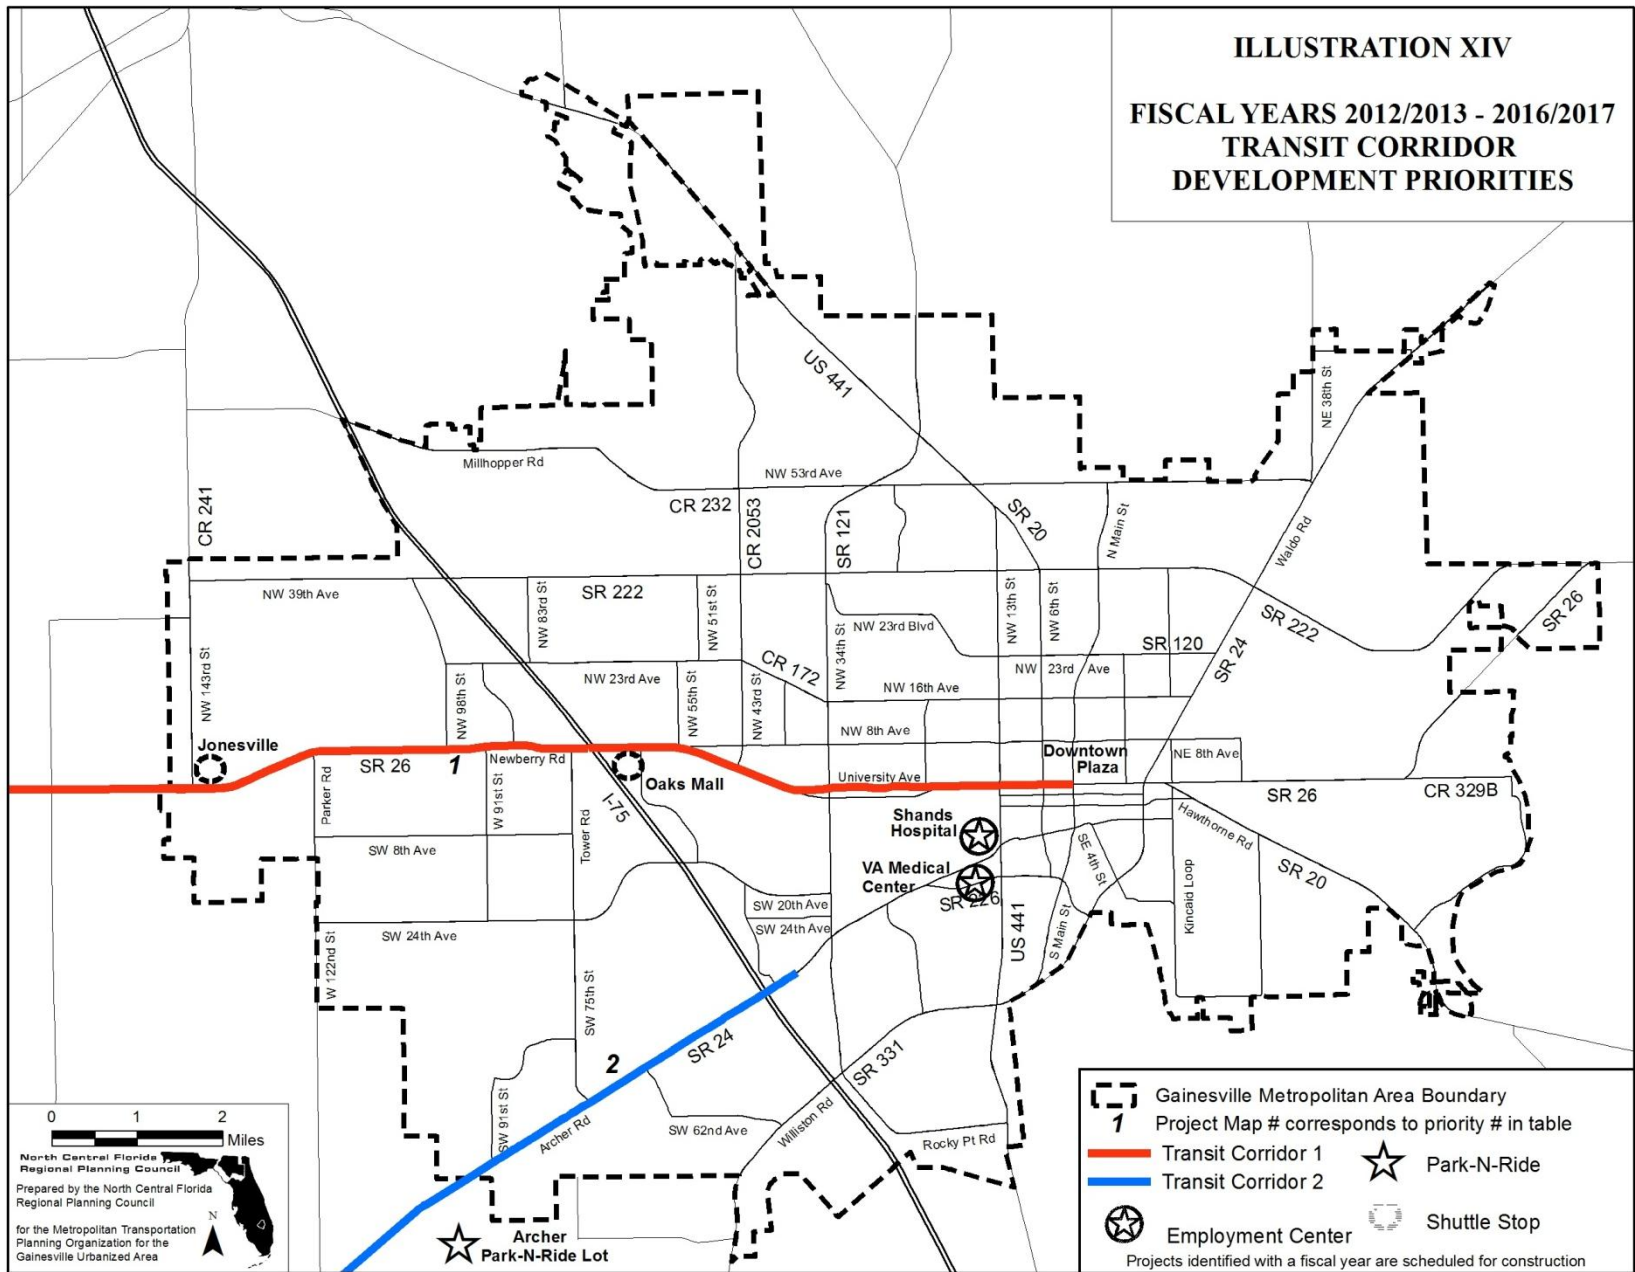 ILLUSTRATION XIV
FISCAL YEARS 2012/2013 - 2016/2017
TRANSIT CORRIDOR
DEVELOPMENT PRIORITIES
US 441
NE 38th St
Millhopper Rd
NW 53rd Ave
CR 241
CR 232
CR 2053
SR 121
SR 20
N Main St
Waldo Rd
NW 39th Ave
NW 83rd St
SR 222
NW 51st St
NW 13th St
NW 6th St
SR 222
SR 26
NW 23rd Blvd
SR 120
SR 24
NW 143rd St
NW 98th St
NW 23rd Ave
NW 55th St
NW 43rd St
CR 172
NW 34th St
NW 23rd Ave
NW 16th Ave
NW 8th Ave
Jonesville
SR 26
1
Newberry Rd
Oaks Mall
University Ave
Downtown
Plaza
NE 8th Ave
SR 26
CR 329B
Parker Rd
W 91st St
Tower Rd
I-75
Shands
Hospital
Hawthorne Rd
SW 8th Ave
VA Medical
Center
SE 4th St
SR 20
SR 226
SW 20th Ave
SW 24th Ave
SW 24th Ave
Kincaid Loop
W 122nd St
SW 75th St
US 441
S Main St
2
SR 24
SR 331
SW 91st St
Archer Rd
SW 62nd Ave
Williston Rd
Rocky Pt Rd
Archer
Park-N-Ride Lot
0 1 2
Miles
North Central Florida
Regional Planning Council
Prepared by the North Central Florida
Regional Planning Council
N
for the Metropolitan Transportation
Planning Organization for the
Gainesville Urbanized Area
Gainesville Metropolitan Area Boundary
1 Project Map # corresponds to priority # in table
Transit Corridor 1
Park-N-Ride
Transit Corridor 2
Employment Center
Shuttle Stop
Projects identified with a fiscal year are scheduled for construction